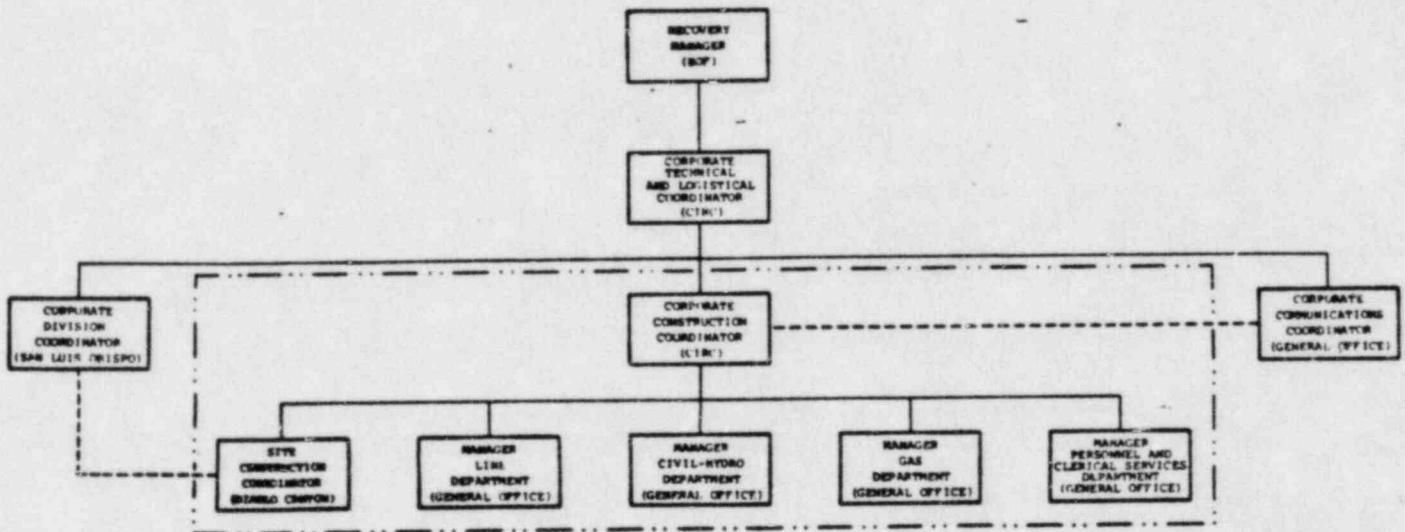 RECOVERY
MANAGER
(EOF)
CORPORATE
TECHNICAL
AND LOGISTICAL
COORDINATOR
(CIRC)
CORPORATE
DIVISION
COORDINATOR
(SAN LUIS OBISPO)
CORPORATE
CONSTRUCTION
COORDINATOR
(CIRC)
CORPORATE
COMMUNICATIONS
COORDINATOR
(GENERAL OFFICE)
SITE
CONSTRUCTION
COORDINATOR
(DIABLO CANYON)
MANAGER
LINE
DEPARTMENT
(GENERAL OFFICE)
MANAGER
CIVIL-HYDRO
DEPARTMENT
(GENERAL OFFICE)
MANAGER
GAS
DEPARTMENT
(GENERAL OFFICE)
MANAGER
PERSONNEL AND
CLERICAL SERVICES
DEPARTMENT
(GENERAL OFFICE)